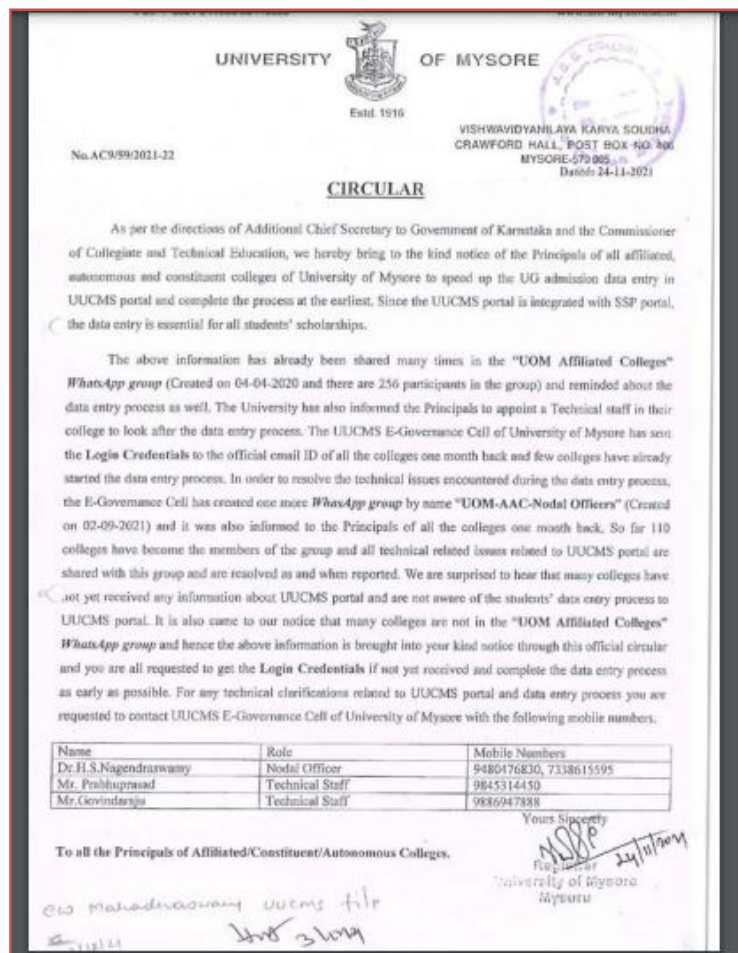 UNIVERSITY OF MYSORE
Estd. 1916
VISHWAVIDYANILAYA KARYA SOUDHA
CRAWFORD HALL, POST BOX NO. 406
No.AC9/59/2021-22
MYSORE-570 005
Dated: 24-11-2021
CIRCULAR
As per the directions of Additional Chief Secretary to Government of Karnataka and the Commissioner
of Collegiate and Technical Education, we hereby bring to the kind notice of the Principals of all affiliated,
autonomous and constituent colleges of University of Mysore to speed up the UG admission data entry in
UUCMS portal and complete the process at the earliest. Since the UUCMS portal is integrated with SSP portal,
the data entry is essential for all students' scholarships.
The above information has already been shared many times in the "UOM Affiliated Colleges"
WhatsApp group (Created on 04-04-2020 and there are 256 participants in the group) and reminded about the
data entry process as well. The University has also informed the Principals to appoint a Technical staff in their
college to look after the data entry process. The UUCMS E-Governance Cell of University of Mysore has sent
the Login Credentials to the official email ID of all the colleges one month back and few colleges have already
started the data entry process. In order to resolve the technical issues encountered during the data entry process,
the E-Governance Cell has created one more WhatsApp group by name "UOM-AAC-Nodal Officers" (Created
on 02-09-2021) and it was also informed to the Principals of all the colleges one month back. So far 110
colleges have become the members of the group and all technical related issues related to UUCMS portal are
shared with this group and are resolved as and when reported. We are surprised to hear that many colleges have
not yet received any information about UUCMS portal and are not aware of the students' data entry process to
UUCMS portal. It is also came to our notice that many colleges are not in the "UOM Affiliated Colleges"
WhatsApp group and hence the above information is brought into your kind notice through this official circular
and you are all requested to get the Login Credentials if not yet received and complete the data entry process
as early as possible. For any technical clarifications related to UUCMS portal and data entry process you are
requested to contact UUCMS E-Governance Cell of University of Mysore with the following mobile numbers.
Name Role Mobile Numbers
Dr.H.S.Nagendraswamy Nodal Officer 9480476830, 7338615595
Mr. Prabhuprasad Technical Staff 9845314450
Mr.Govindaraju Technical Staff 9886947888
Yours Sincerely
24/11/2021
To all the Principals of Affiliated/Constituent/Autonomous Colleges.
Registrar
University of Mysore
Mysuru
Mahadevaswamy UUCMS file